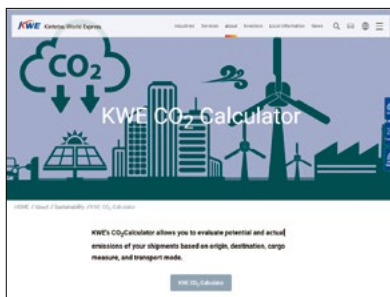 KWE Kintetsu World Express
Industries Services About Investors Local Information News
CO2
KWE CO2 Calculator
HOME / About / Sustainability / KWE CO2 Calculator
KWE's CO2Calculator allows you to evaluate potential and actual
emissions of your shipments based on origin, destination, cargo
measure, and transport mode.
KWE CO2 Calculator